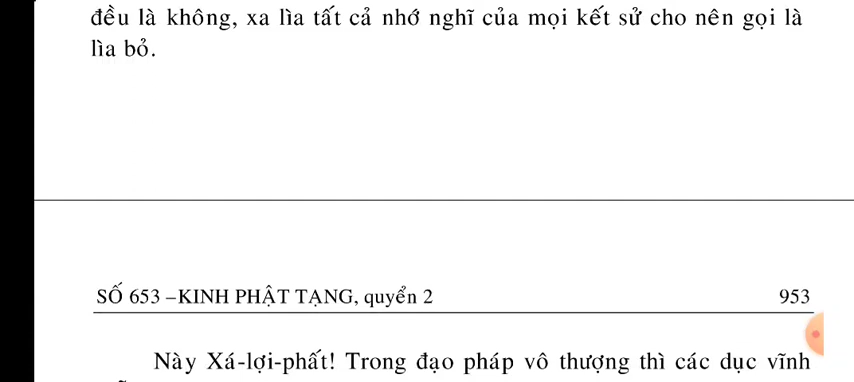 đều là không, xa lìa tất cả nhớ nghĩ của mọi kết sử cho nên gọi là
lìa bỏ.
SỐ 653 –KINH PHẬT TẠNG, quyển 2 953
Này Xá-lợi-phất! Trong đạo pháp vô thượng thì các dục vĩnh